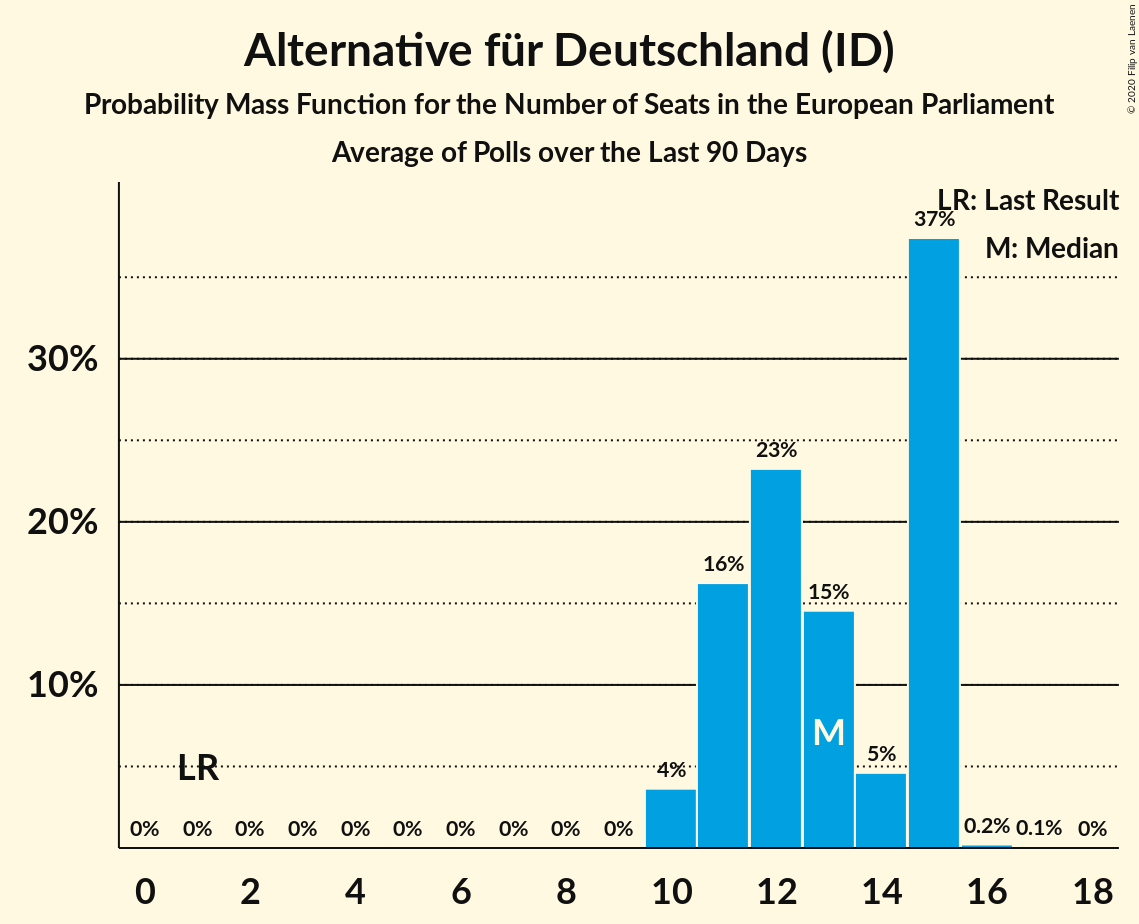 Alternative für Deutschland (ID)
Probability Mass Function for the Number of Seats in the European Parliament
Average of Polls over the Last 90 Days
© 2020 Filip van Laenen
LR: Last Result
M: Median
37%
30%
23%
20%
16%
15%
10%
M
LR
5%
4%
0% 0% 0% 0% 0% 0% 0% 0% 0% 0% 0.2% 0.1% 0%
0 2 4 6 8 10 12 14 16 18